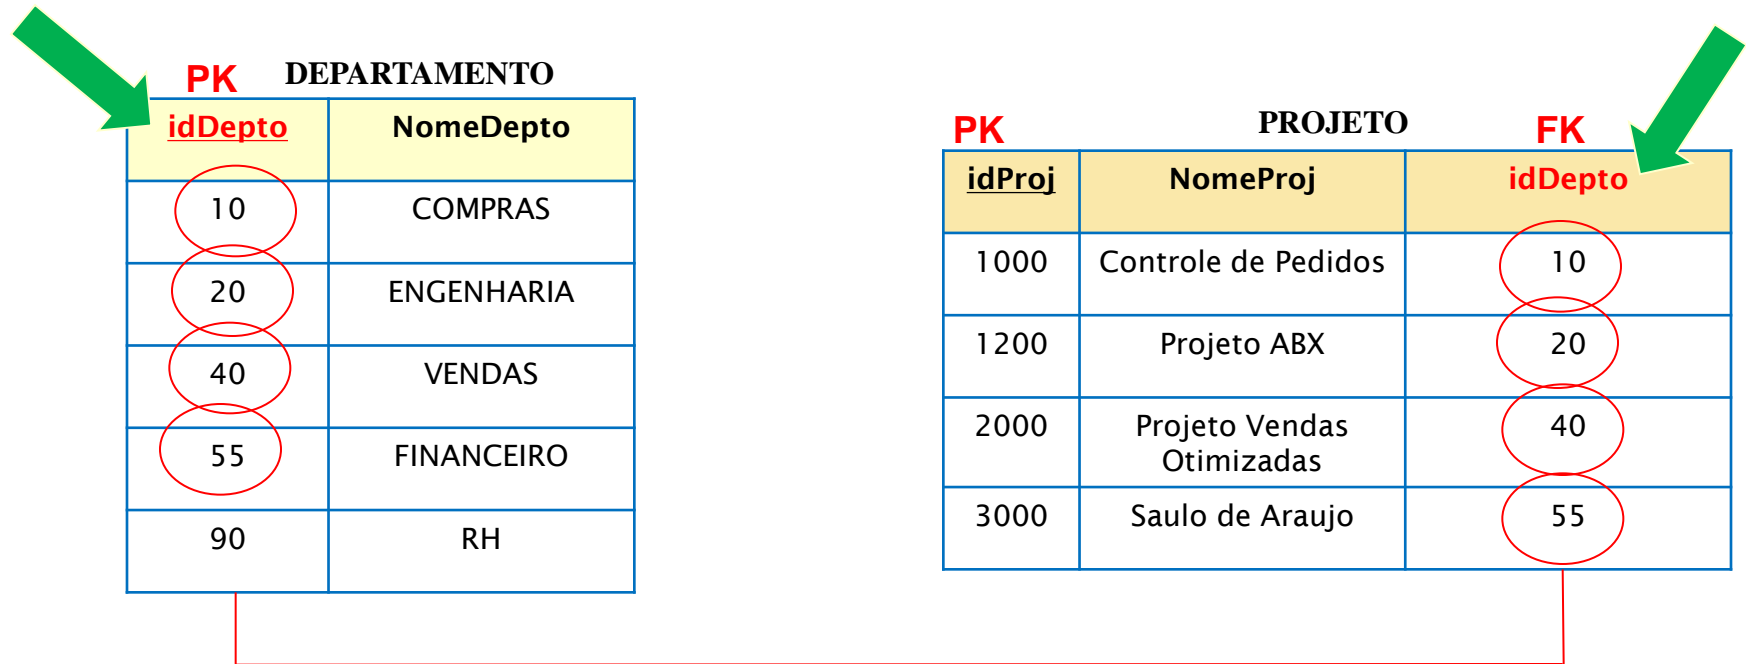 PK DEPARTAMENTO
idDepto NomeDepto
10 COMPRAS
20 ENGENHARIA
40 VENDAS
55 FINANCEIRO
90 RH
PK PROJETO FK
idProj NomeProj idDepto
1000 Controle de Pedidos 10
1200 Projeto ABX 20
2000 Projeto Vendas 40
Otimizadas
3000 Saulo de Araujo 55